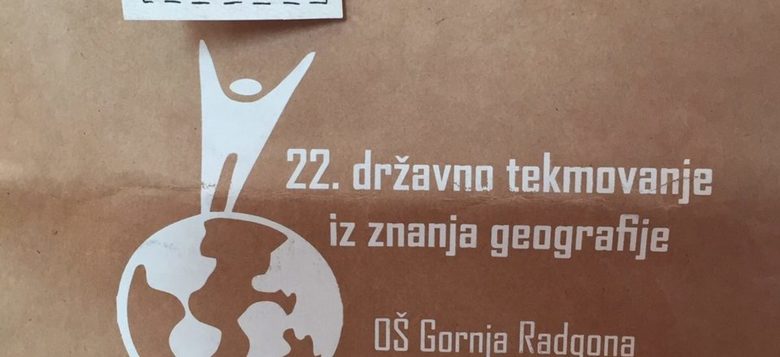 22. državno tekmovanje
iz znanja geografije
OŠ Gornja Radgona